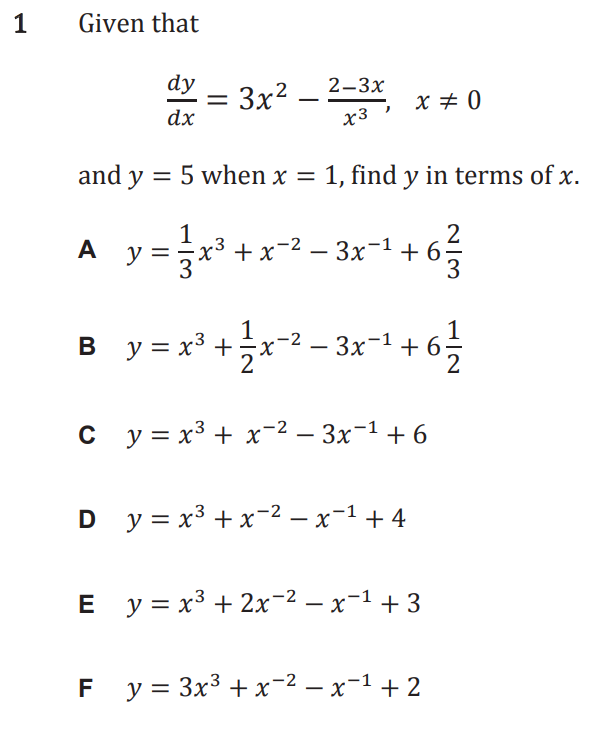 1 Given that
dy/dx = 3x² − (2−3x)/x³, x ≠ 0
and y = 5 when x = 1, find y in terms of x.
A y = 1/3 x³ + x⁻² − 3x⁻¹ + 6 2/3
B y = x³ + 1/2 x⁻² − 3x⁻¹ + 6 1/2
C y = x³ + x⁻² − 3x⁻¹ + 6
D y = x³ + x⁻² − x⁻¹ + 4
E y = x³ + 2x⁻² − x⁻¹ + 3
F y = 3x³ + x⁻² − x⁻¹ + 2